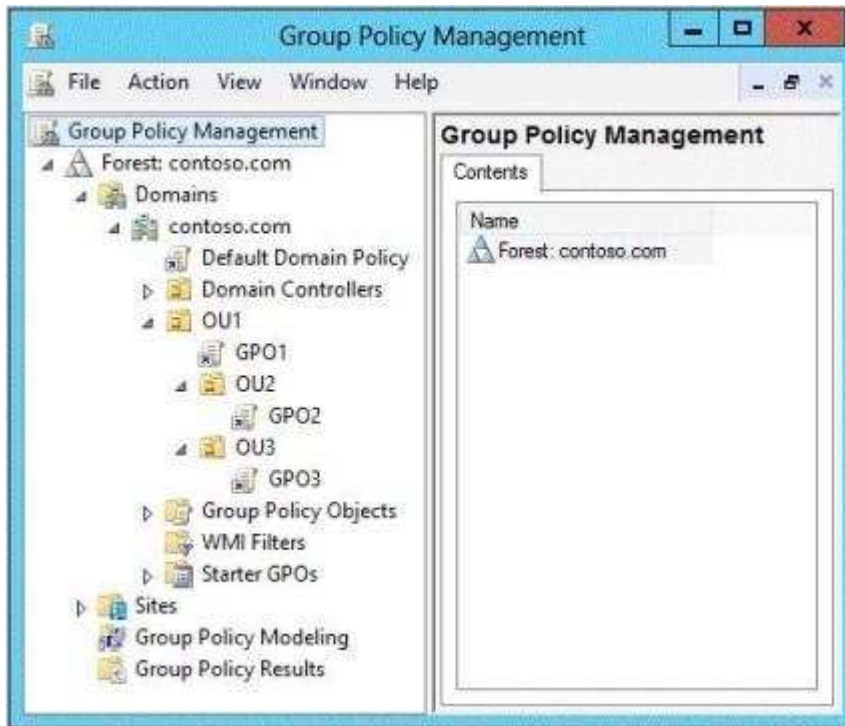 Group Policy Management
File Action View Window Help
Group Policy Management
Forest: contoso.com
Domains
contoso.com
Default Domain Policy
Domain Controllers
OU1
GPO1
OU2
GPO2
OU3
GPO3
Group Policy Objects
WMI Filters
Starter GPOs
Sites
Group Policy Modeling
Group Policy Results
Group Policy Management
Contents
Name
Forest: contoso.com